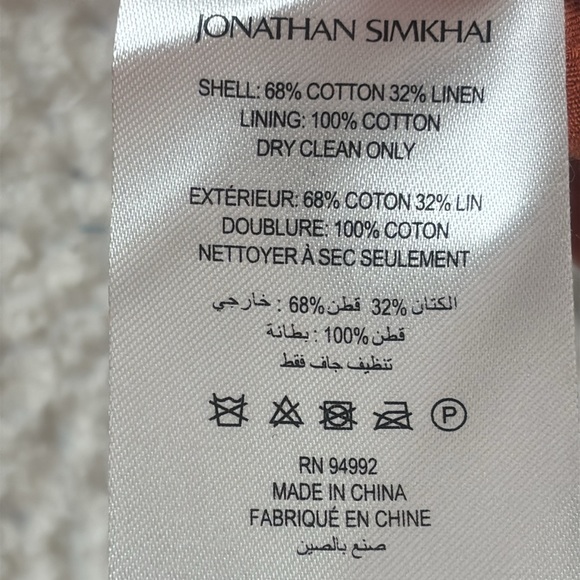 JONATHAN SIMKHAI
SHELL: 68% COTTON 32% LINEN
LINING: 100% COTTON
DRY CLEAN ONLY
EXTÉRIEUR: 68% COTON 32% LIN
DOUBLURE: 100% COTON
NETTOYER À SEC SEULEMENT
الكتان 32% قطن 68% : خارجي
قطن 100% : بطانة
تنظيف جاف فقط
P
RN 94992
MADE IN CHINA
FABRIQUÉ EN CHINE
صنع بالصين